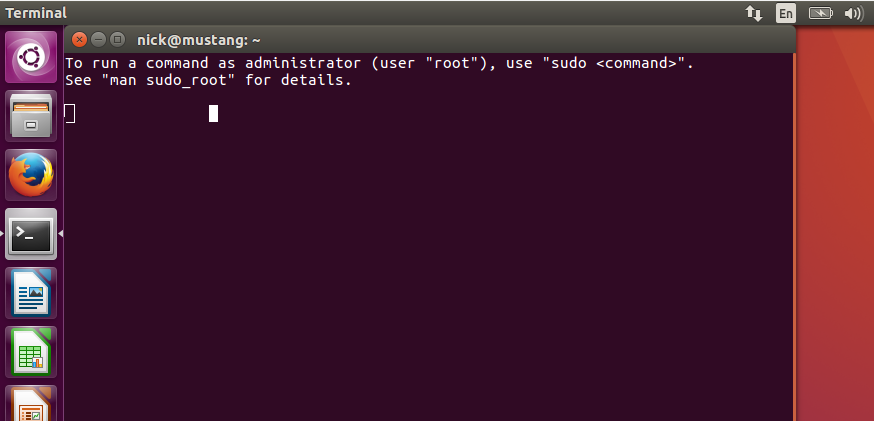 Terminal
En
nick@mustang: ~
To run a command as administrator (user "root"), use "sudo <command>".
See "man sudo_root" for details.